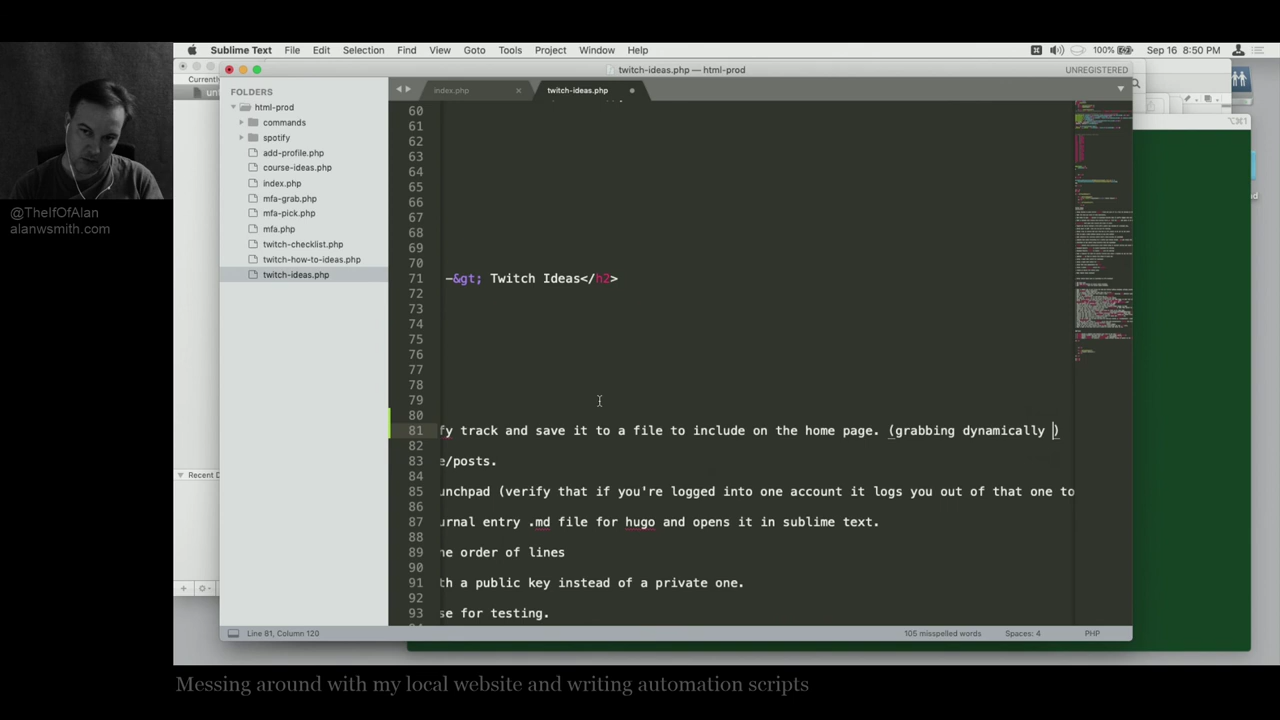 Sublime Text File Edit Selection Find View Goto Tools Project Window Help 100% Sep 16 8:50 PM
twitch-ideas.php — html-prod UNREGISTERED
Currently
FOLDERS
html-prod
commands
spotify
add-profile.php
course-ideas.php
index.php
mfa-grab.php
mfa-pick.php
mfa.php
twitch-checklist.php
twitch-how-to-ideas.php
twitch-ideas.php
Recent D
index.php × twitch-ideas.php
60
61
62
63
64
65
66
67
68
69
70
71 —&gt; Twitch Ideas</h2>
72
73
74
75
76
77
78
79
80
81 fy track and save it to a file to include on the home page. (grabbing dynamically )
82
83 e/posts.
84
85 unchpad (verify that if you're logged into one account it logs you out of that one to
86
87 urnal entry .md file for hugo and opens it in sublime text.
88
89 he order of lines
90
91 th a public key instead of a private one.
92
93 se for testing.
Line 81, Column 120 105 misspelled words Spaces: 4 PHP
⌥⌘1
@TheIfOfAlan
alanwsmith.com
Messing around with my local website and writing automation scripts